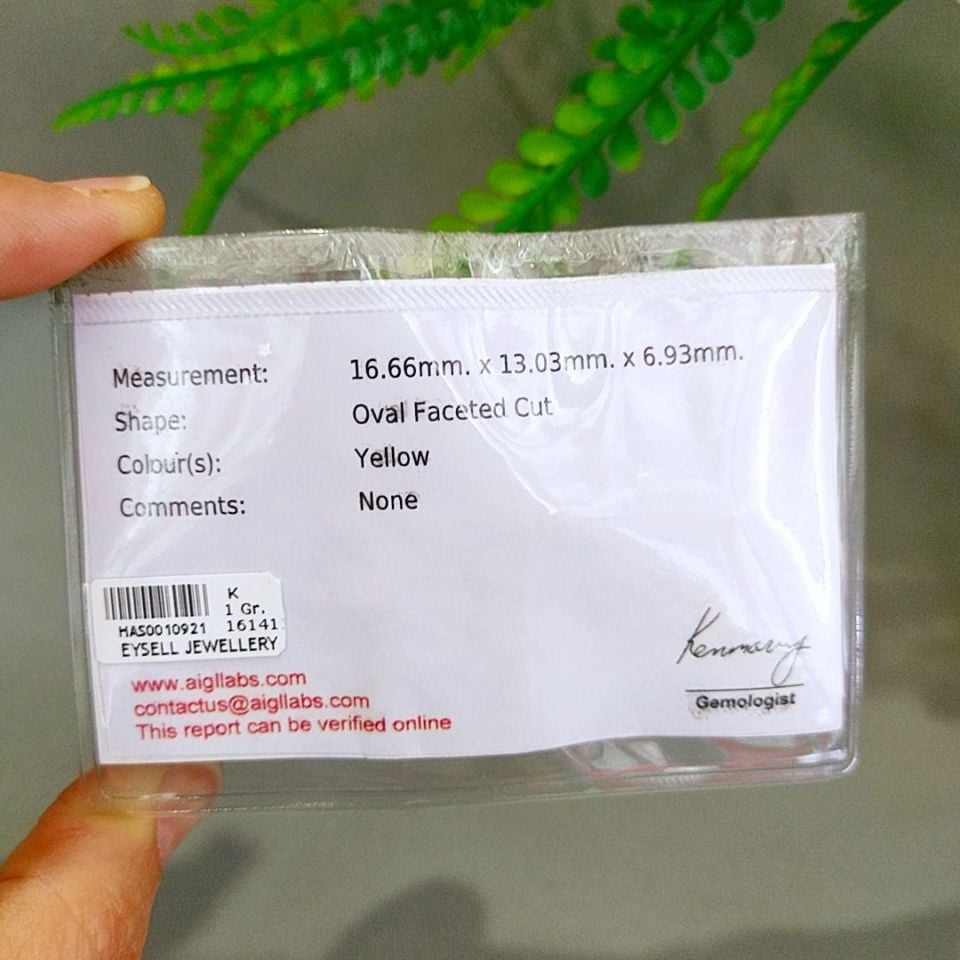 Measurement: 16.66mm. x 13.03mm. x 6.93mm.
Shape: Oval Faceted Cut
Colour(s): Yellow
Comments: None
K
1 Gr.
HAS0010921 16141
EYSELL JEWELLERY
www.aigllabs.com
contactus@aigllabs.com
This report can be verified online
Gemologist